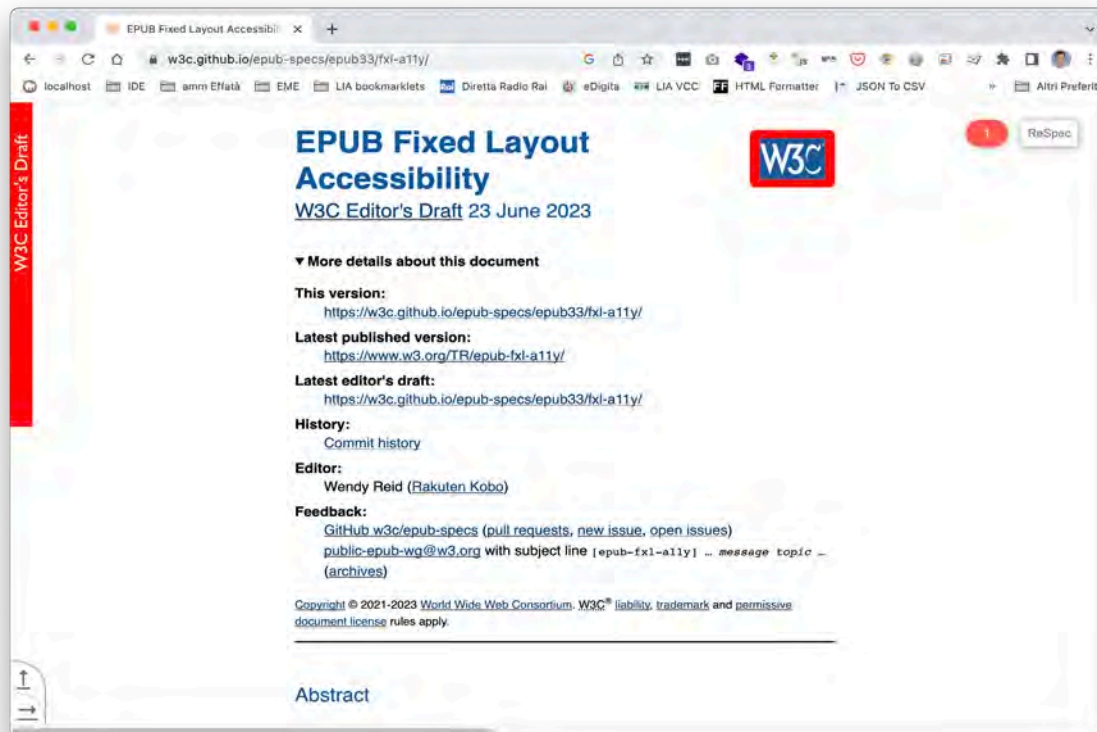 EPUB Fixed Layout Accessibil
w3c.github.io/epub-specs/epub33/fxl-a11y/
localhost IDE amm Effatà EME LIA bookmarklets Rai Diretta Radio Rai eDigita LIA VCC FF HTML Formatter JSON To CSV » Altri Preferit
W3C Editor's Draft
EPUB Fixed Layout
Accessibility
W3C
1 ReSpec
W3C Editor's Draft 23 June 2023
▼ More details about this document
This version:
https://w3c.github.io/epub-specs/epub33/fxl-a11y/
Latest published version:
https://www.w3.org/TR/epub-fxl-a11y/
Latest editor's draft:
https://w3c.github.io/epub-specs/epub33/fxl-a11y/
History:
Commit history
Editor:
Wendy Reid (Rakuten Kobo)
Feedback:
GitHub w3c/epub-specs (pull requests, new issue, open issues)
public-epub-wg@w3.org with subject line [epub-fxl-a11y] … message topic …
(archives)
Copyright © 2021-2023 World Wide Web Consortium. W3C® liability, trademark and permissive
document license rules apply.
Abstract